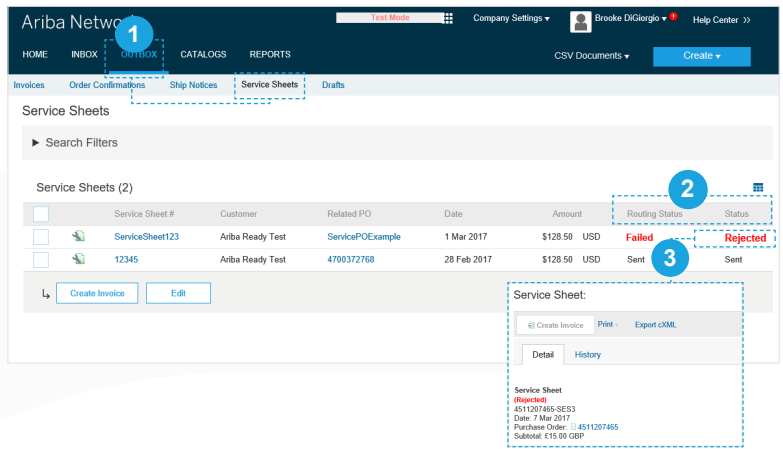 Ariba Network
Test Mode
Company Settings
Brooke DiGiorgio
!
Help Center >>
1
HOME INBOX OUTBOX CATALOGS REPORTS
CSV Documents
Create
Invoices Order Confirmations Ship Notices Service Sheets Drafts
Service Sheets
Search Filters
Service Sheets (2)
2
Service Sheet # Customer Related PO Date Amount Routing Status Status
ServiceSheet123 Ariba Ready Test ServicePOExample 1 Mar 2017 $128.50 USD Failed Rejected
12345 Ariba Ready Test 4700372768 28 Feb 2017 $128.50 USD Sent Sent
3
Create Invoice Edit
Service Sheet:
Create Invoice Print Export cXML
Detail History
Service Sheet
(Rejected)
4511207465-SES3
Date: 7 Mar 2017
Purchase Order: 4511207465
Subtotal: £15.00 GBP